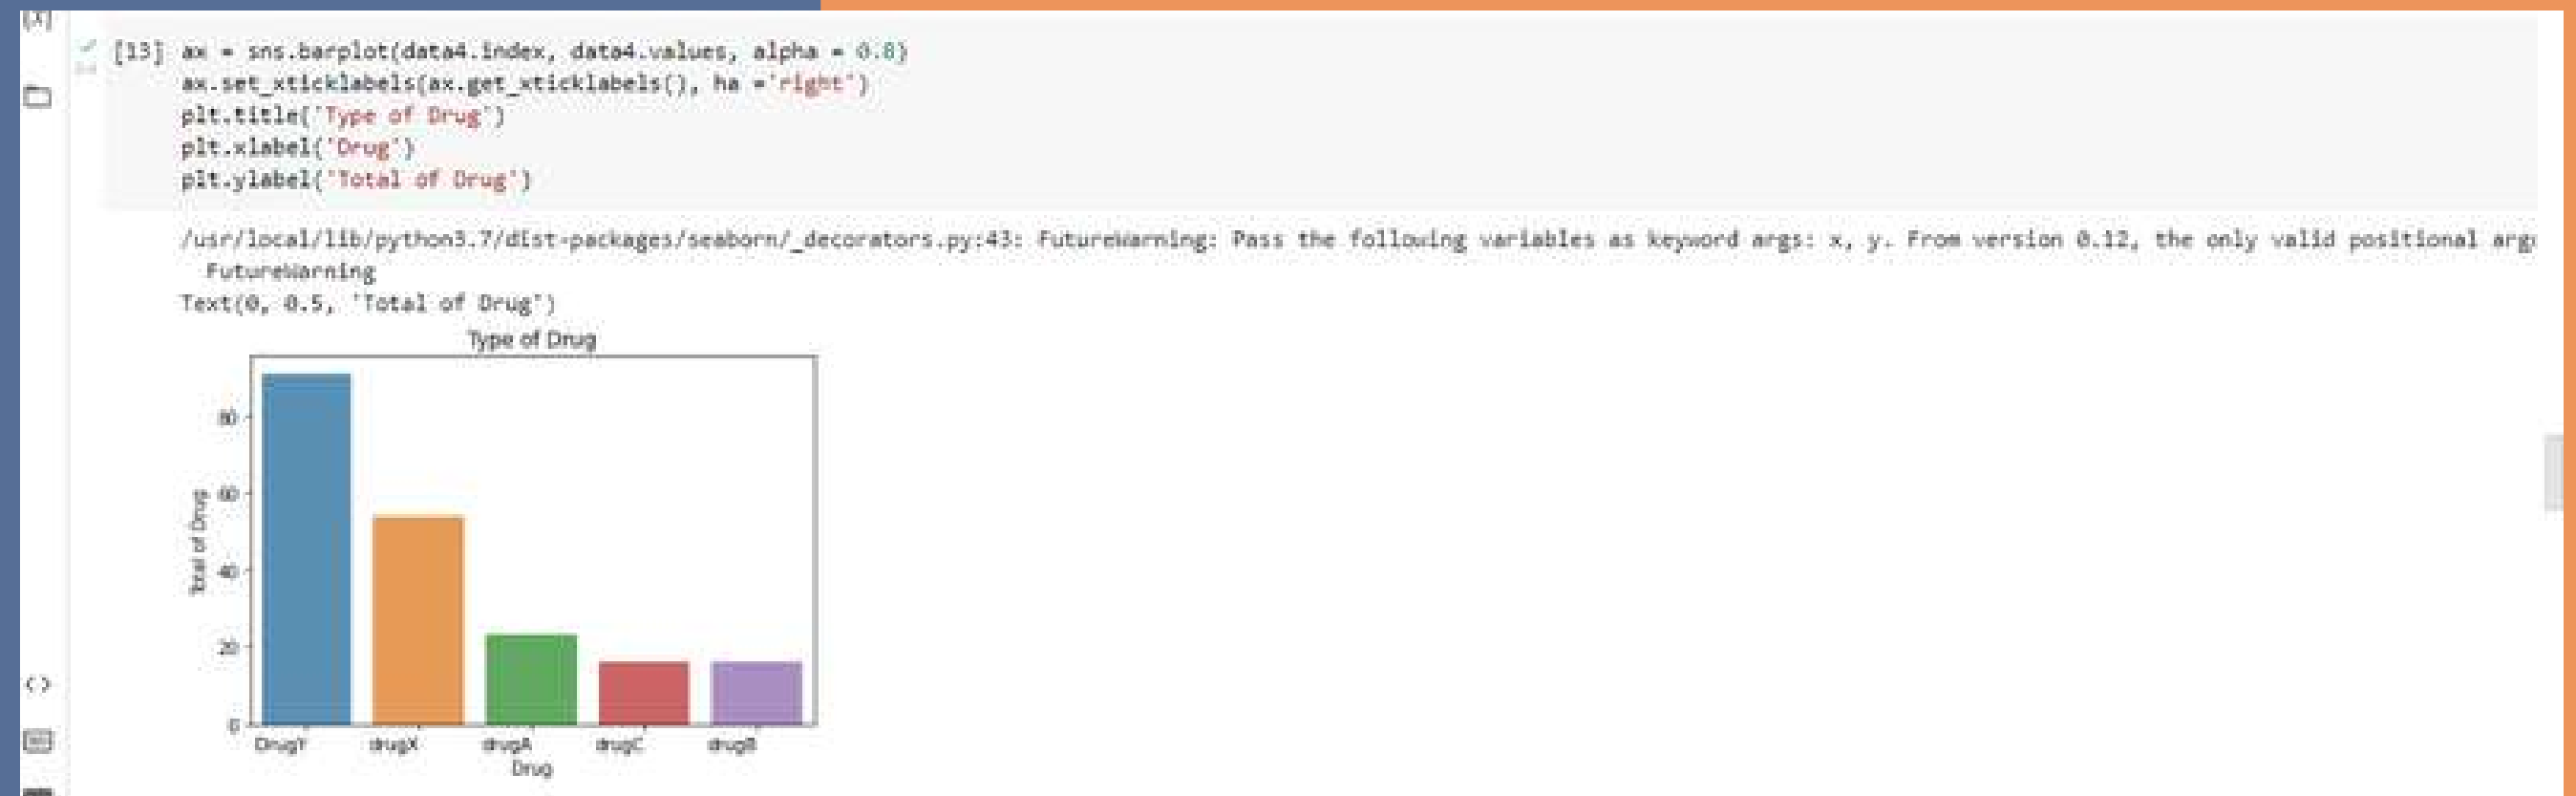 [13] ax = sns.barplot(data4.index, data4.values, alpha = 0.8)
ax.set_xticklabels(ax.get_xticklabels(), ha ='right')
plt.title('Type of Drug')
plt.xlabel('Drug')
plt.ylabel('Total of Drug')
/usr/local/lib/python3.7/dist-packages/seaborn/_decorators.py:43: FutureWarning: Pass the following variables as keyword args: x, y. From version 0.12, the only valid positional argu
FutureWarning
Text(0, 0.5, 'Total of Drug')
Type of Drug
80
60
40
20
0
Total of Drug
DrugY drugX drugA drugC drugB
Drug